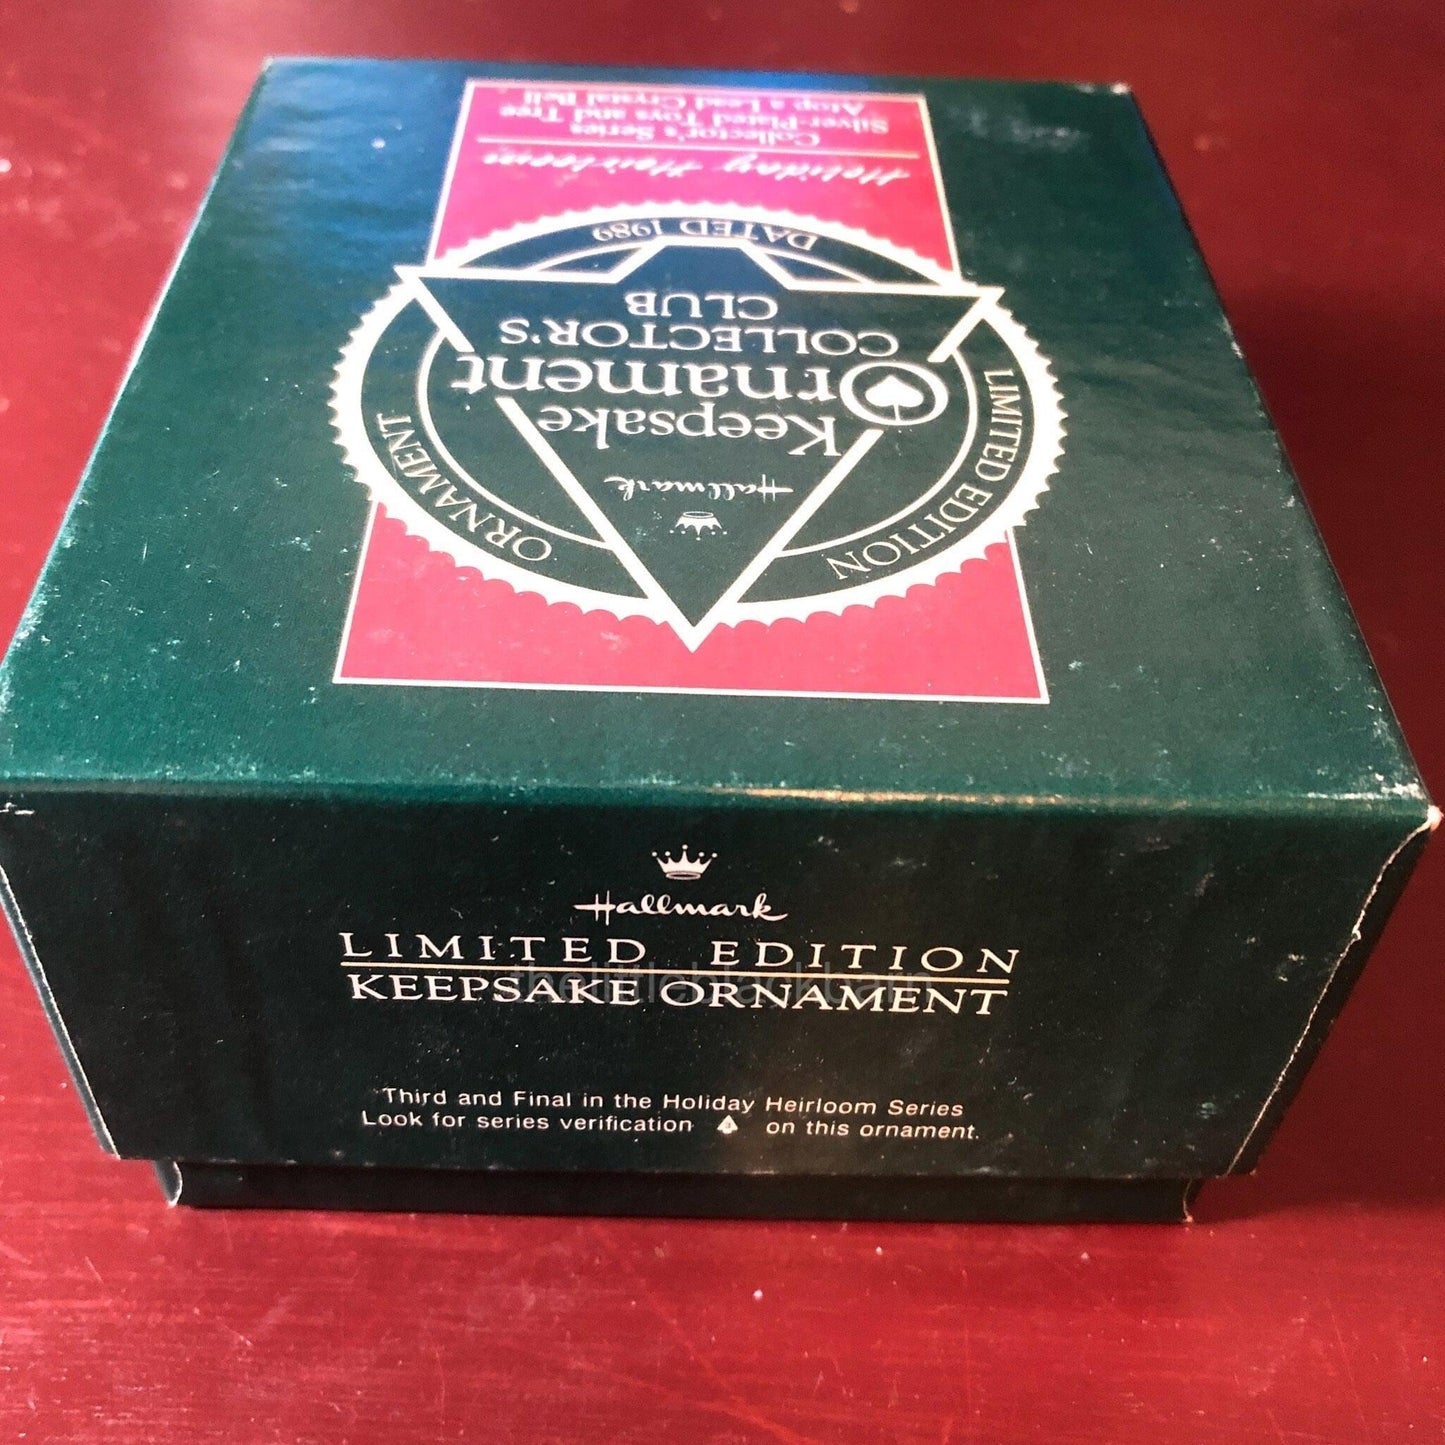 Hallmark
Keepsake
Ornament
COLLECTOR'S
CLUB
LIMITED EDITION
ORNAMENT
DATED 1989
Holiday Heirloom
Collector's Series
Silver-Plated Toys and Tree
Atop a Lead Crystal Bell
Hallmark
LIMITED EDITION
KEEPSAKE ORNAMENT
thelittleblackbarn
Third and Final in the Holiday Heirloom Series
Look for series verification 3 on this ornament.